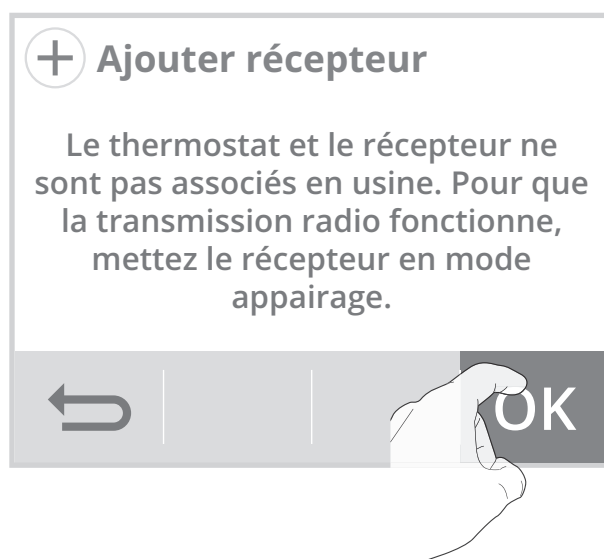 Ajouter récepteur
Le thermostat et le récepteur ne
sont pas associés en usine. Pour que
la transmission radio fonctionne,
mettez le récepteur en mode
appairage.
OK